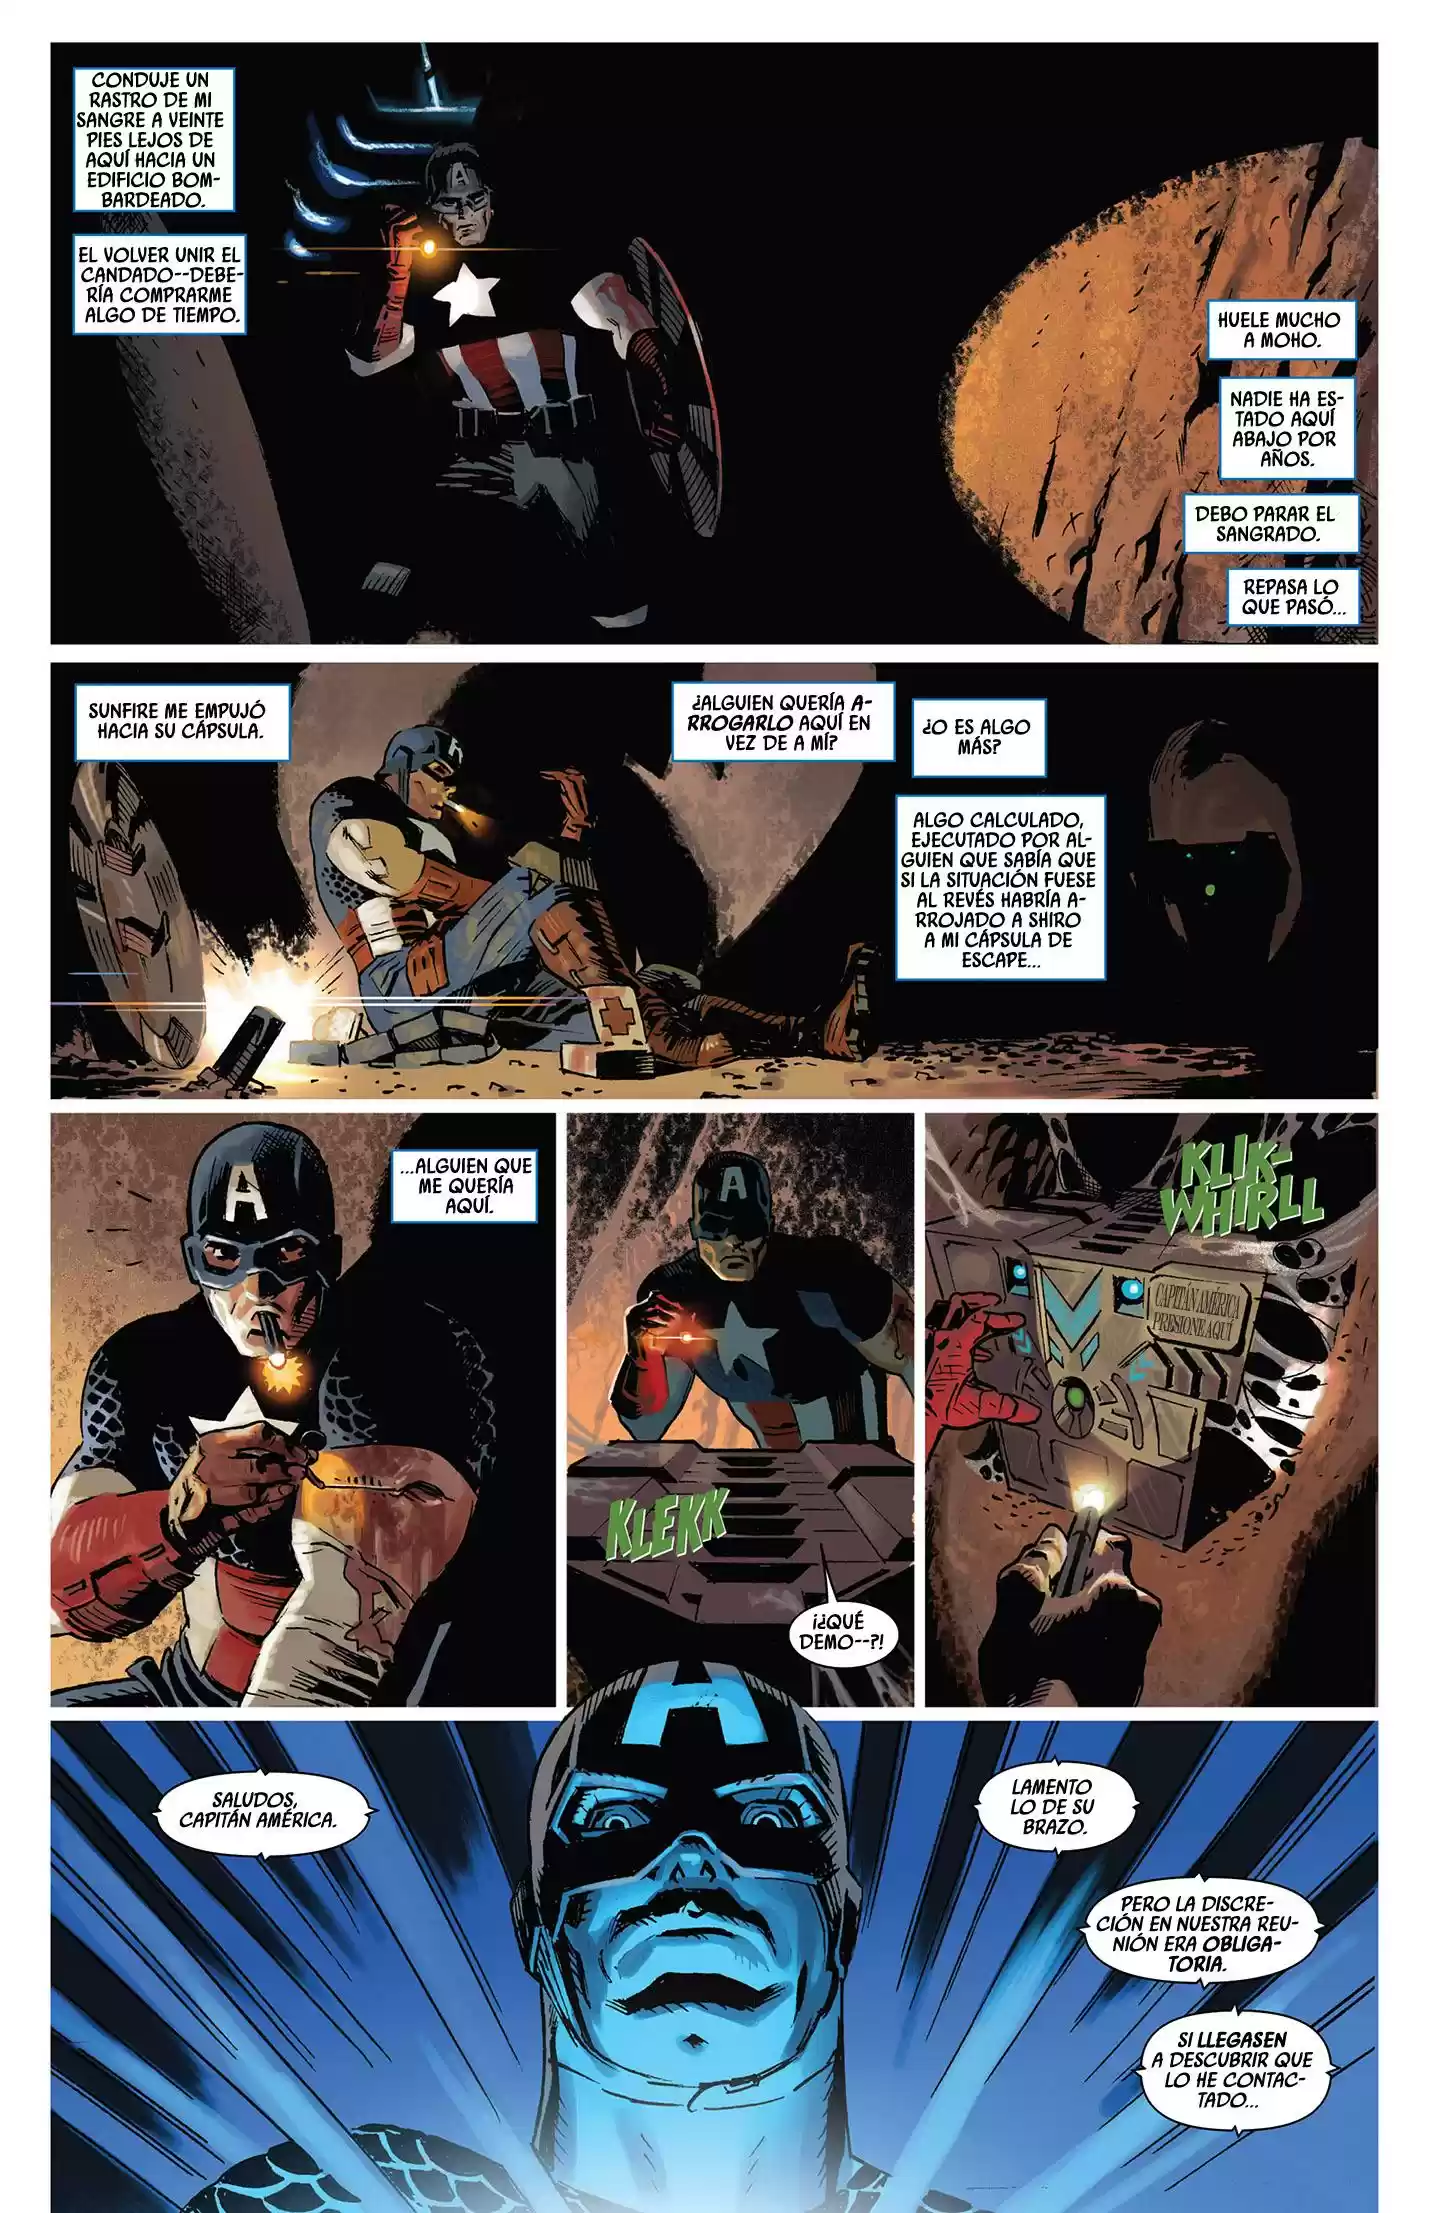 CONDUJE UN
RASTRO DE MI
SANGRE A VEINTE
PIES LEJOS DE
AQUÍ HACIA UN
EDIFICIO BOM-
BARDEADO.
EL VOLVER UNIR EL
CANDADO--DEBE-
RÍA COMPRARME
ALGO DE TIEMPO.
A
HUELE MUCHO
A MOHO.
NADIE HA ES-
TADO AQUÍ
ABAJO POR
AÑOS.
DEBO PARAR EL
SANGRADO.
REPASA LO
QUE PASÓ...
SUNFIRE ME EMPUJÓ
HACIA SU CÁPSULA.
¿ALGUIEN QUERÍA A-
RROGARLO AQUÍ EN
VEZ DE A MÍ?
¿O ES ALGO
MÁS?
ALGO CALCULADO,
EJECUTADO POR AL-
GUIEN QUE SABÍA QUE
SI LA SITUACIÓN FUESE
AL REVÉS HABRÍA A-
RROJADO A SHIRO
A MI CÁPSULA DE
ESCAPE...
...ALGUIEN QUE
ME QUERÍA
AQUÍ.
A
A
KLEKK
¡¿QUÉ
DEMO--?!
KLIK-
WHIRLL
CAPITÁN AMÉRICA
PRESIONE AQUÍ
SALUDOS,
CAPITÁN AMÉRICA.
A
LAMENTO
LO DE SU
BRAZO.
PERO LA DISCRE-
CIÓN EN NUESTRA REU-
NIÓN ERA OBLIGA-
TORIA.
SI LLEGASEN
A DESCUBRIR QUE
LO HE CONTAC-
TADO...